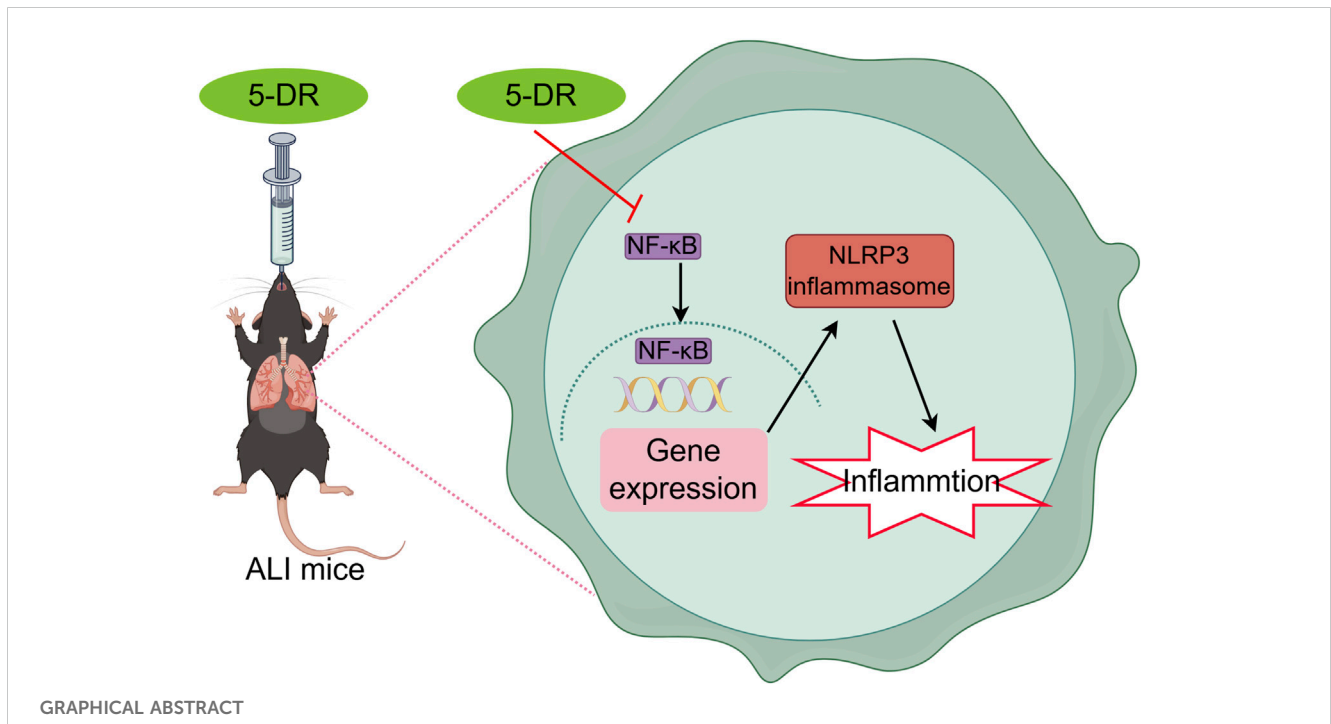 5-DR
5-DR
NF-κB
NF-κB
Gene
expression
NLRP3
inflammasome
Inflammtion
ALI mice
GRAPHICAL ABSTRACT